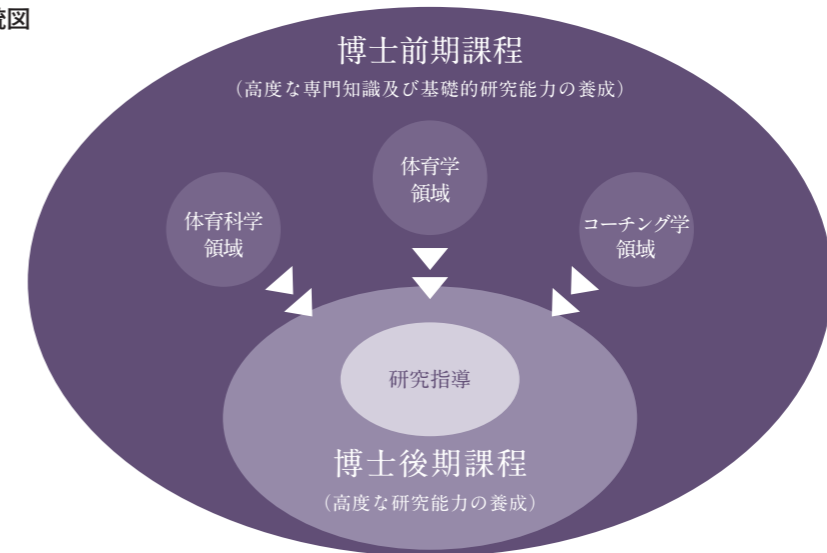 図
博士前期課程
（高度な専門知識及び基礎的研究能力の養成）
体育学
領域
体育科学
領域
コーチング学
領域
研究指導
博士後期課程
（高度な研究能力の養成）